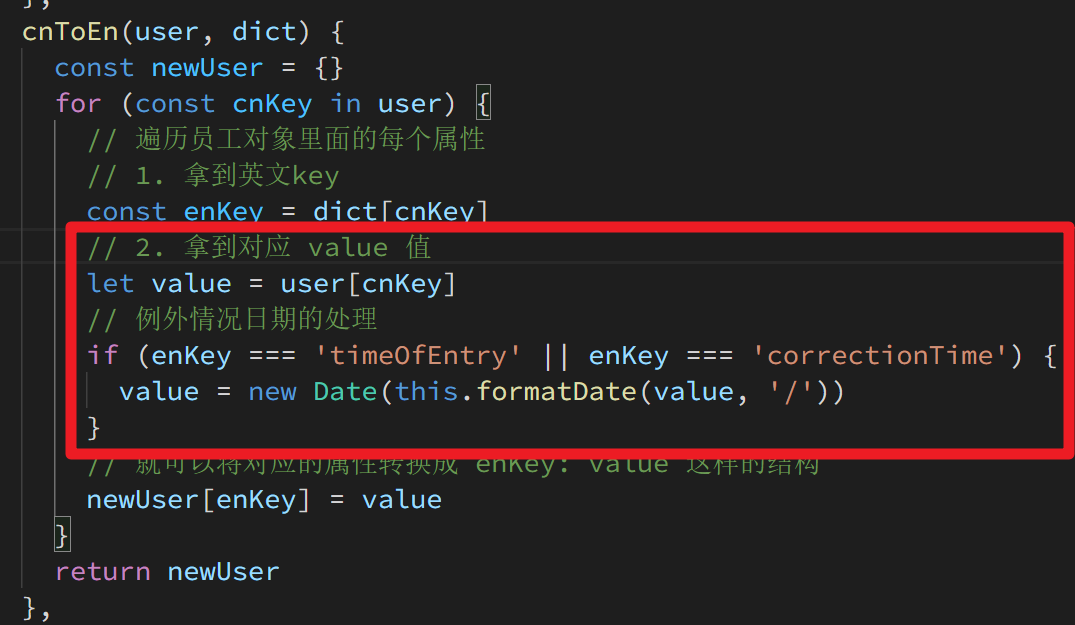 },
cnToEn(user, dict) {
const newUser = {}
for (const cnKey in user) {
// 遍历员工对象里面的每个属性
// 1. 拿到英文key
const enKey = dict[cnKey]
// 2. 拿到对应 value 值
let value = user[cnKey]
// 例外情况日期的处理
if (enKey === 'timeOfEntry' || enKey === 'correctionTime') {
value = new Date(this.formatDate(value, '/'))
}
// 就可以将对应的属性转换成 enKey: value 这样的结构
newUser[enKey] = value
}
return newUser
},